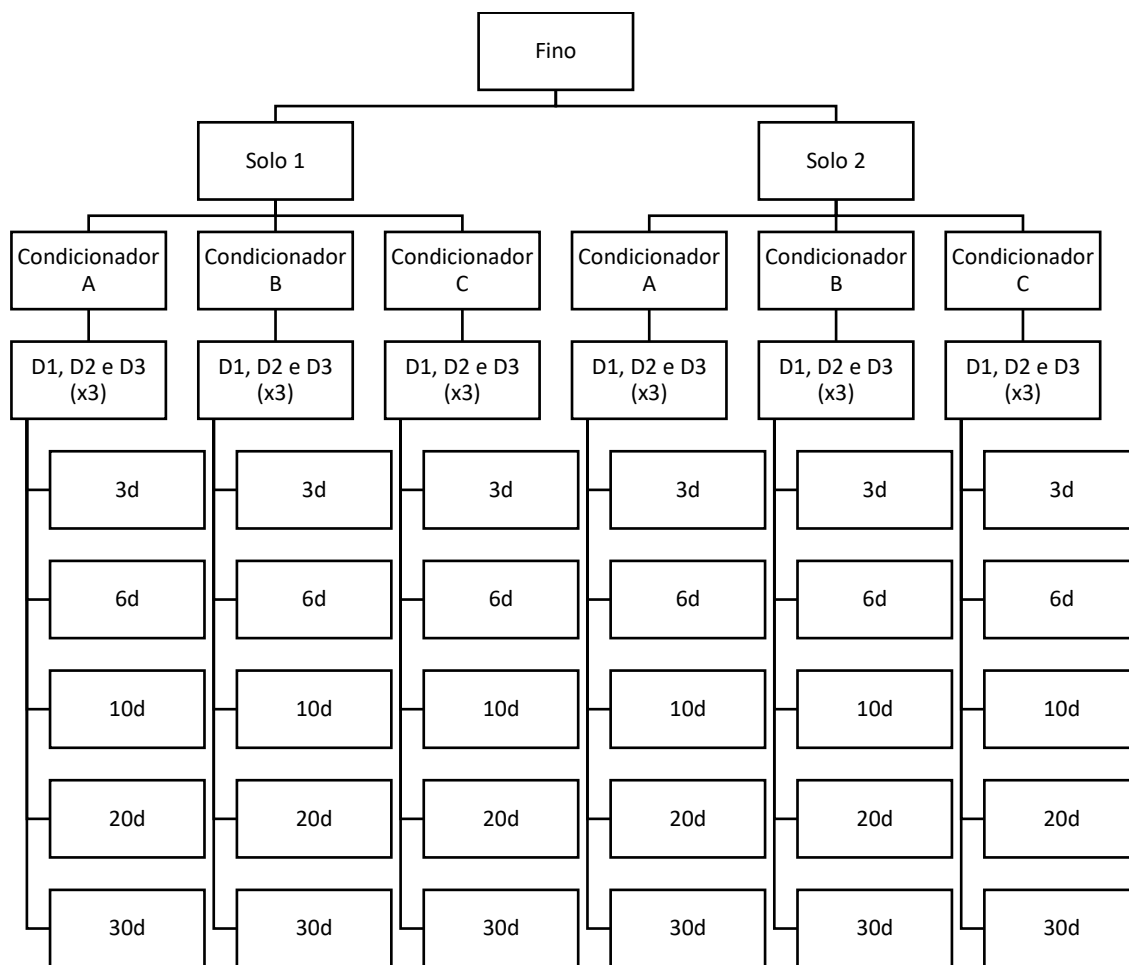 Fino
Solo 1
Solo 2
Condicionador
A
Condicionador
B
Condicionador
C
Condicionador
A
Condicionador
B
Condicionador
C
D1, D2 e D3
(x3)
D1, D2 e D3
(x3)
D1, D2 e D3
(x3)
D1, D2 e D3
(x3)
D1, D2 e D3
(x3)
D1, D2 e D3
(x3)
3d
3d
3d
3d
3d
3d
6d
6d
6d
6d
6d
6d
10d
10d
10d
10d
10d
10d
20d
20d
20d
20d
20d
20d
30d
30d
30d
30d
30d
30d